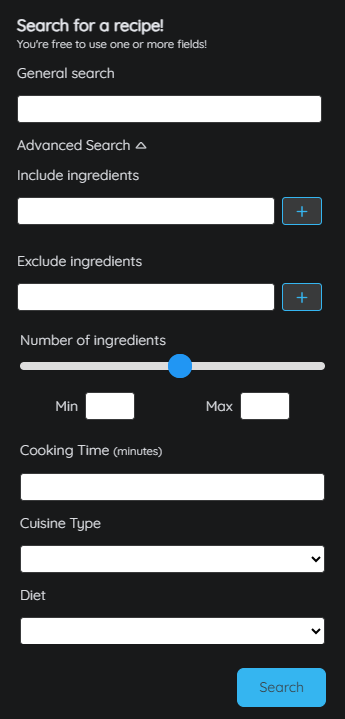 Search for a recipe!
You're free to use one or more fields!
General search
Advanced Search
Include ingredients
+
Exclude ingredients
+
Number of ingredients
Min Max
Cooking Time (minutes)
Cuisine Type
Diet
Search